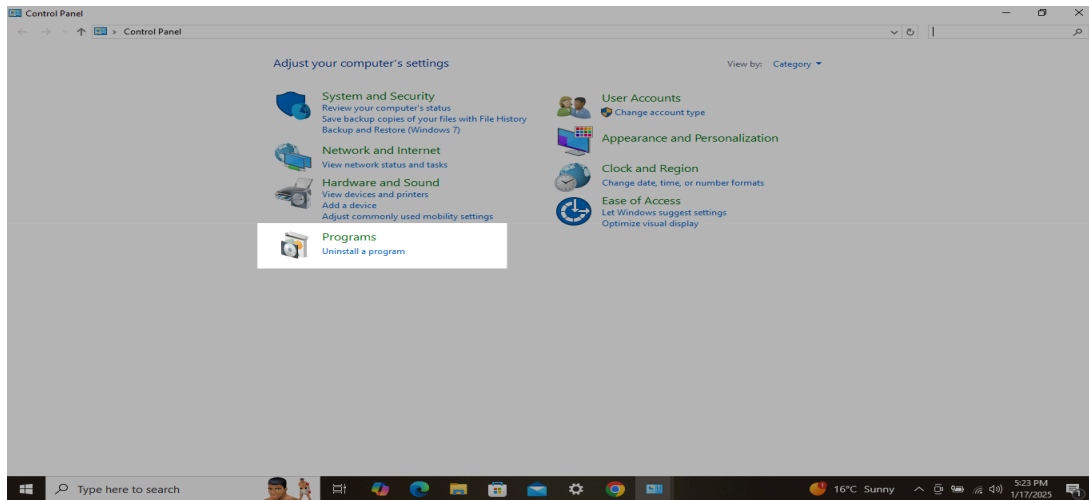 Control Panel
› Control Panel
Adjust your computer's settings
View by: Category
System and Security
Review your computer's status
Save backup copies of your files with File History
Backup and Restore (Windows 7)
Network and Internet
View network status and tasks
Hardware and Sound
View devices and printers
Add a device
Adjust commonly used mobility settings
Programs
Uninstall a program
User Accounts
Change account type
Appearance and Personalization
Clock and Region
Change date, time, or number formats
Ease of Access
Let Windows suggest settings
Optimize visual display
Type here to search
16°C Sunny
5:23 PM
1/17/2025